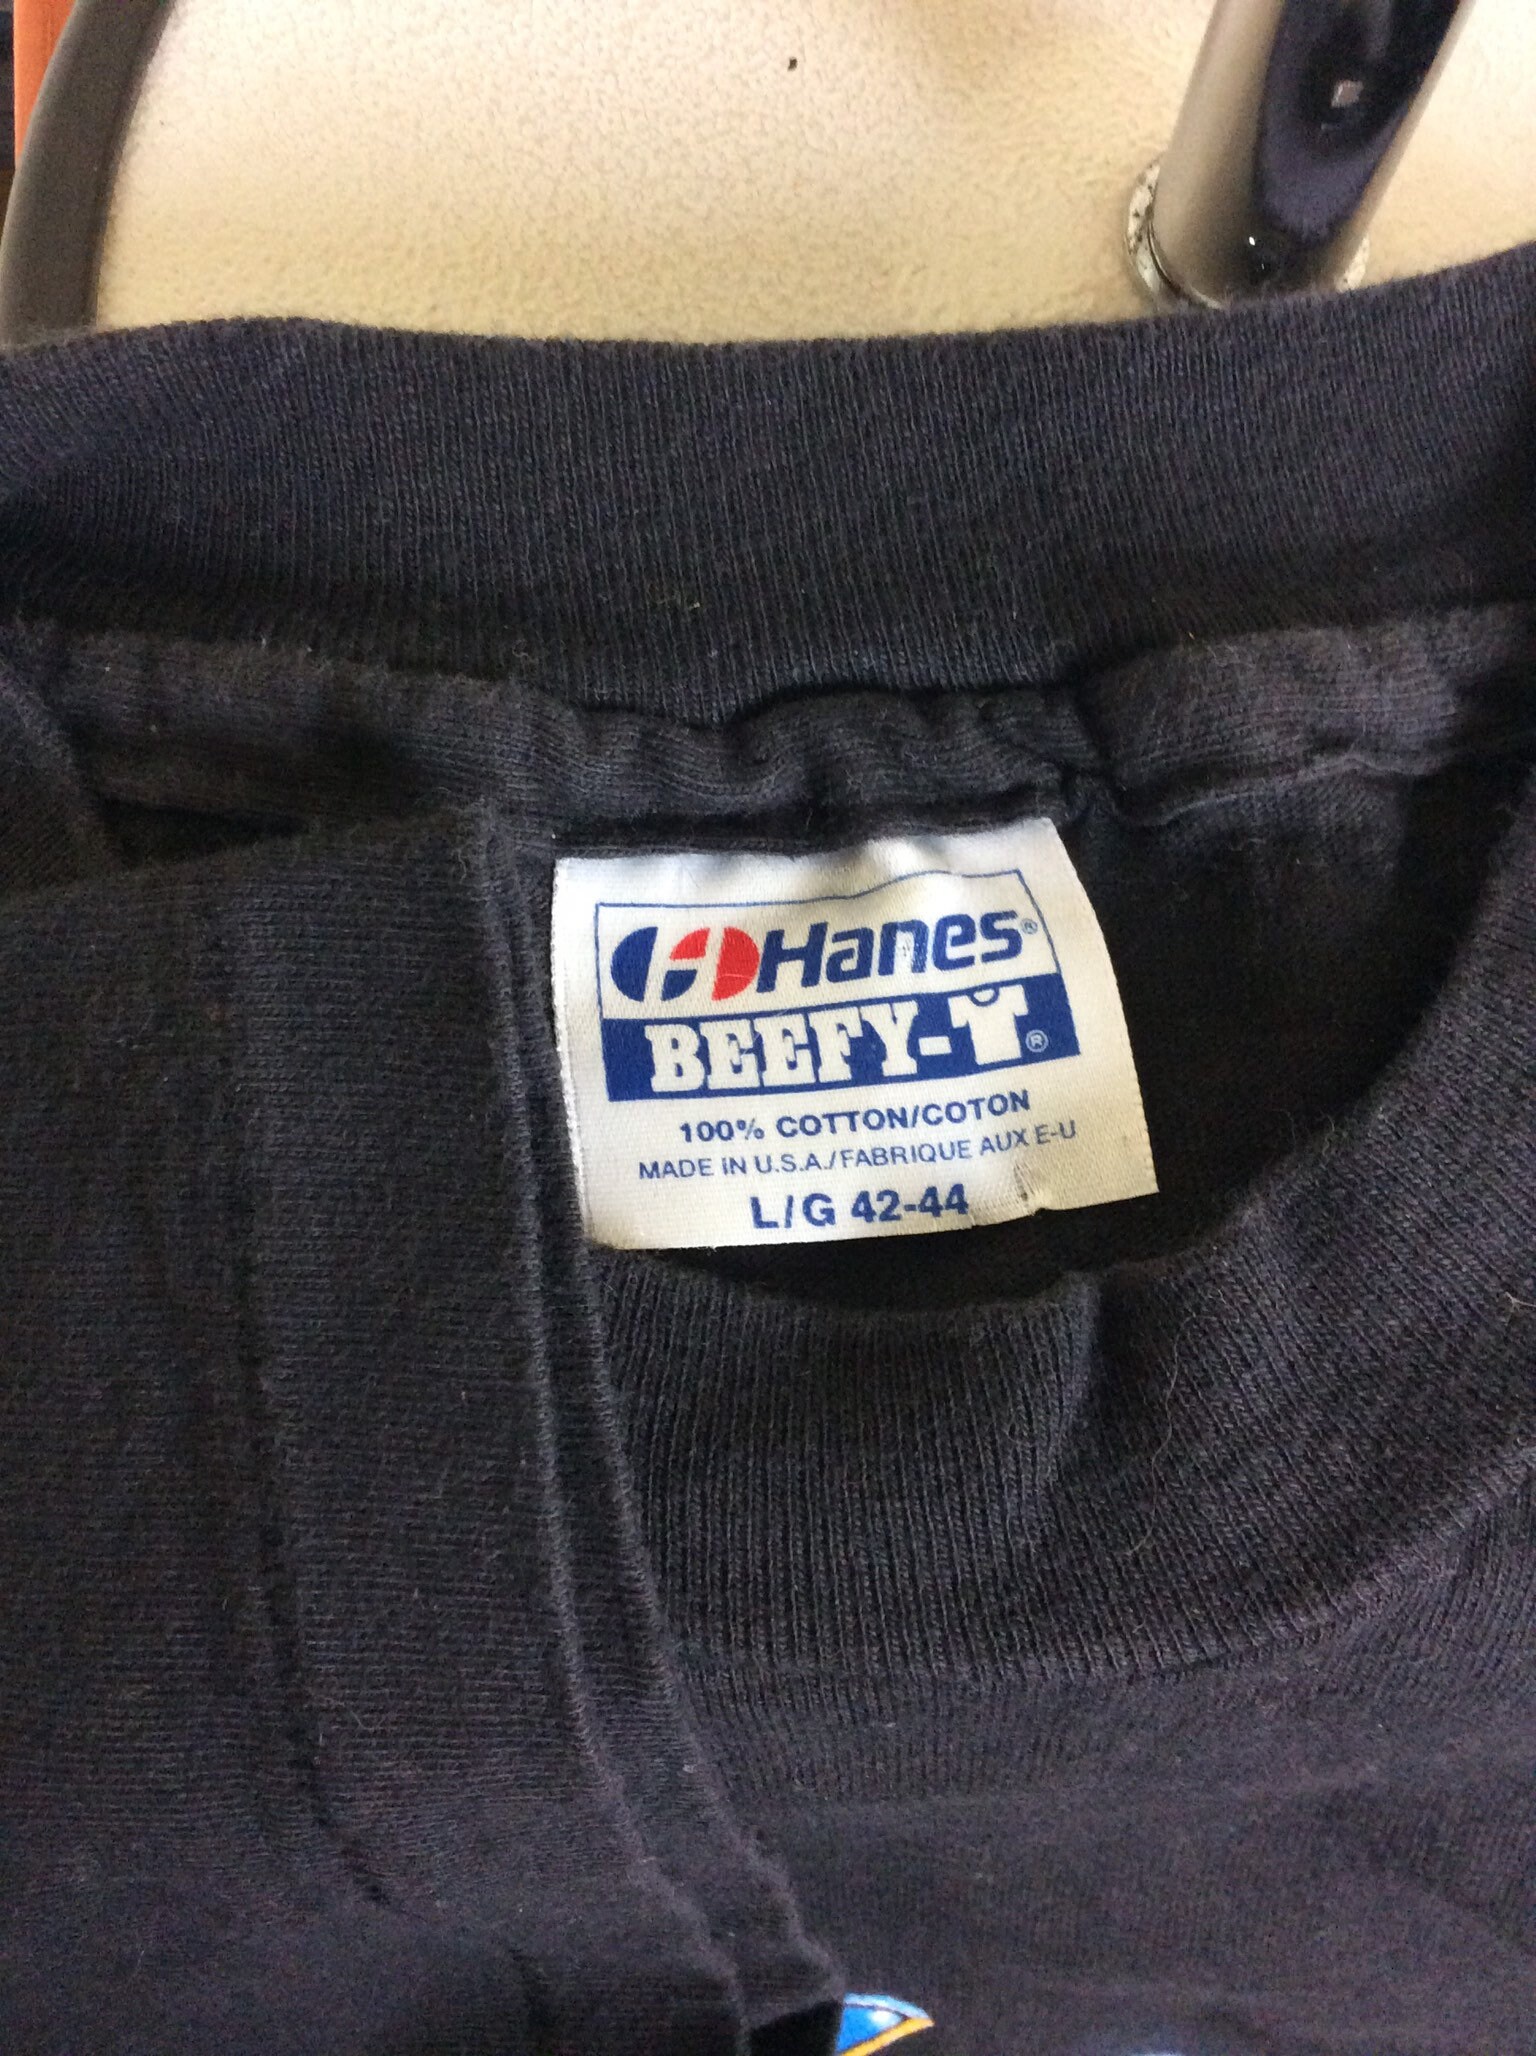 Hanes®
BEEFY-T®
100% COTTON/COTON
MADE IN U.S.A./FABRIQUE AUX E-U
L/G 42-44